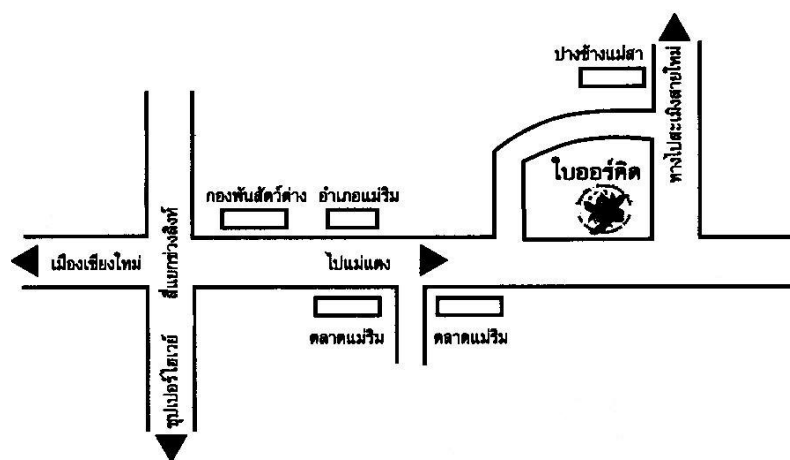 ปางช้างแม่สา
ทางไปสะเมิงสายใหม่
ใบออร์คิด
กองพันสัตว์ต่าง
อำเภอแม่ริม
เมืองเชียงใหม่
สี่แยกข่วงสิงห์
ไปแม่แตง
ตลาดแม่ริม
ตลาดแม่ริม
ซุปเปอร์ไฮเวย์